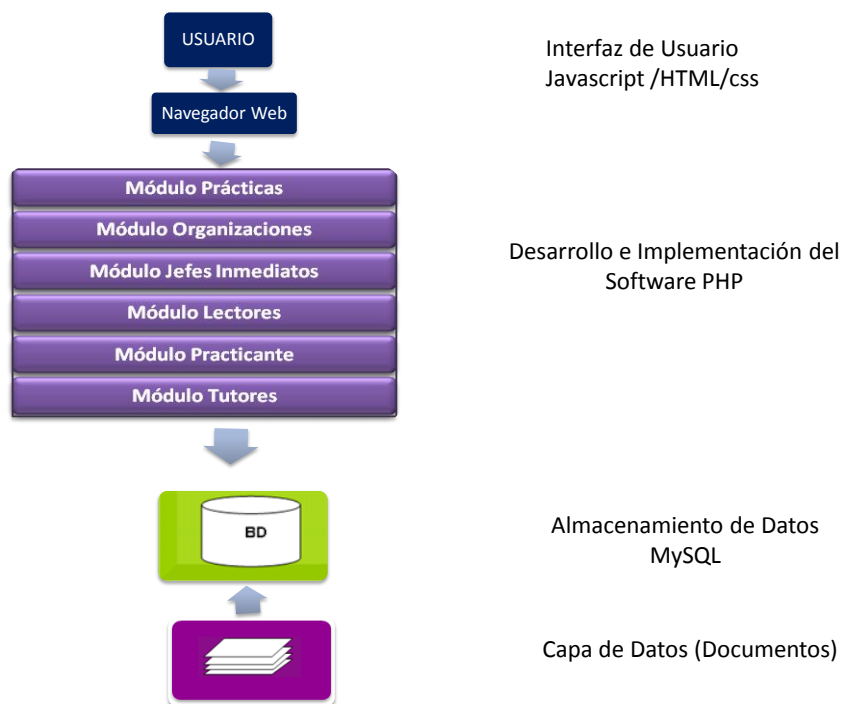 USUARIO
Interfaz de Usuario
Javascript /HTML/css
Navegador Web
Módulo Prácticas
Módulo Organizaciones
Módulo Jefes Inmediatos
Módulo Lectores
Módulo Practicante
Módulo Tutores
Desarrollo e Implementación del
Software PHP
BD
Almacenamiento de Datos
MySQL
Capa de Datos (Documentos)